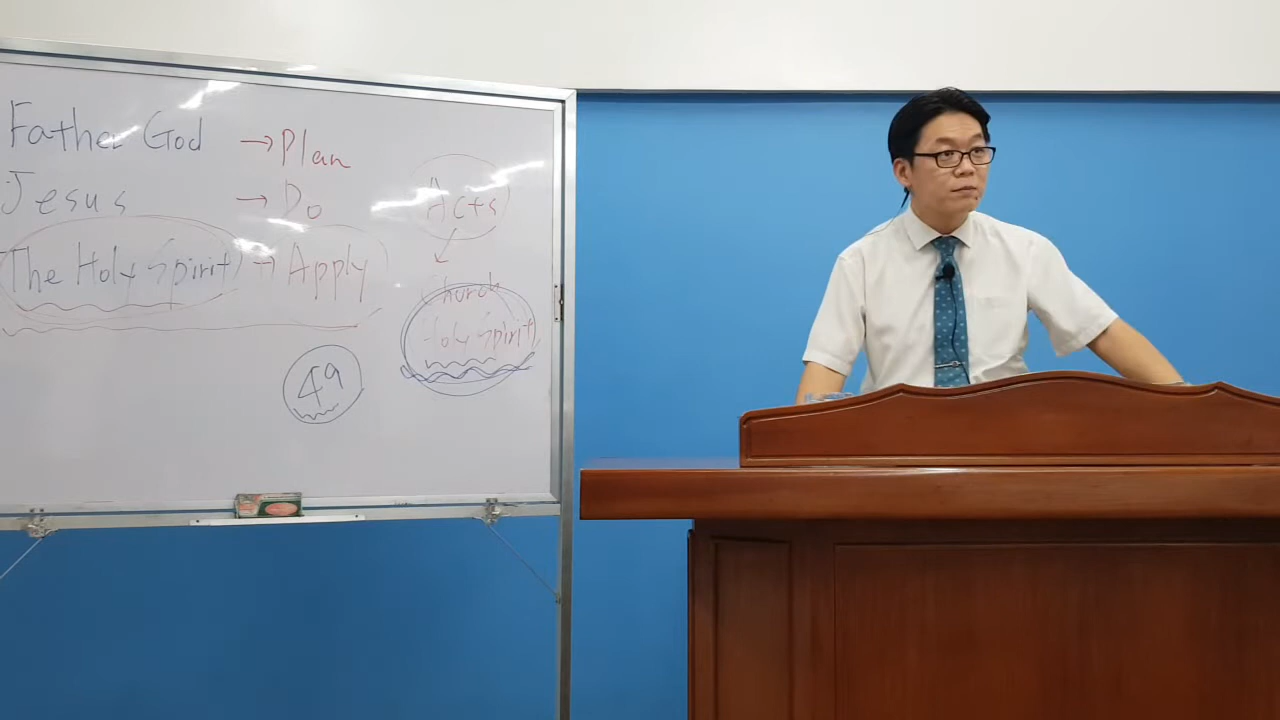 Father God → Plan
Jesus → Do
The Holy Spirit → Apply
49
Acts
Church
Holy Spirit